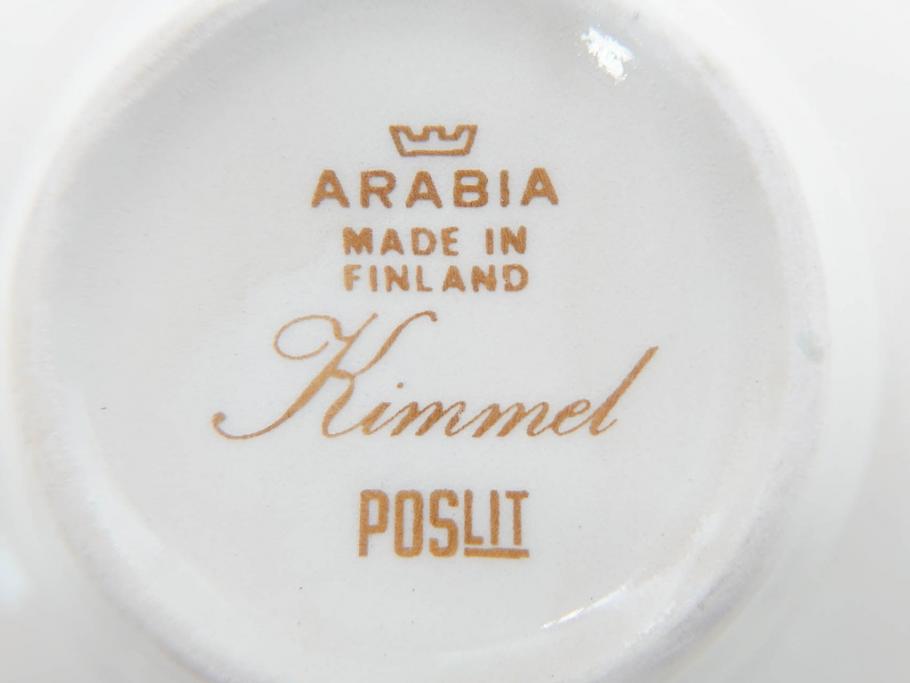 ARABIA
MADE IN
FINLAND
Kimmel
POSLIT